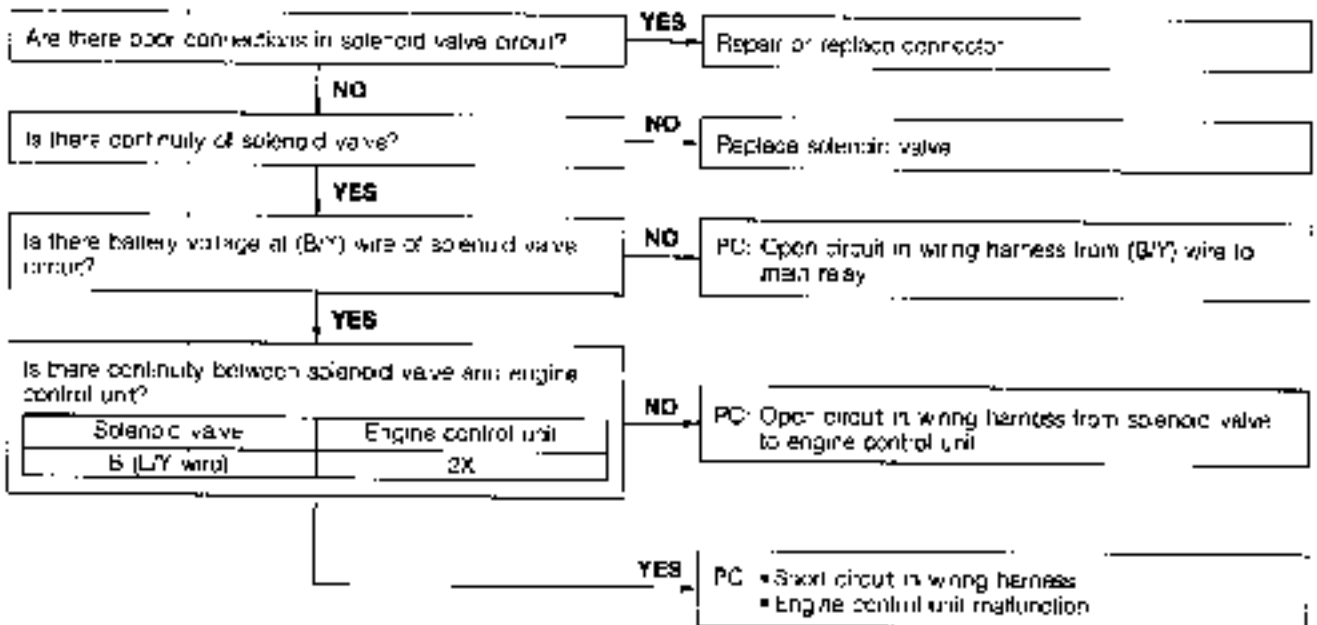 Are there poor connections in solenoid valve circuit?
YES
Repair or replace connector
NO
Is there continuity of solenoid valve?
NO
Replace solenoid valve
YES
Is there battery voltage at (B/Y) wire of solenoid valve
circuit?
NO
PC: Open circuit in wiring harness from (B/Y) wire to
main relay
YES
Is there continuity between solenoid valve and engine
control unit?
Solenoid valve
Engine control unit
B (L/Y wire)
2X
NO
PC: Open circuit in wiring harness from solenoid valve
to engine control unit
YES
PC: • Short circuit in wiring harness
• Engine control unit malfunction